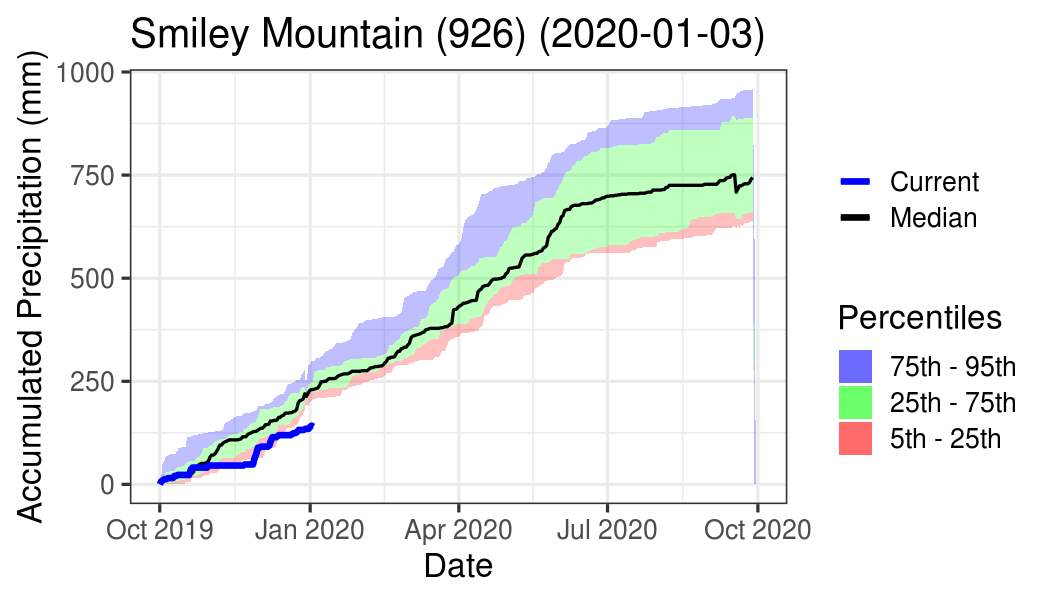 Smiley Mountain (926) (2020-01-03)
Accumulated Precipitation (mm)
1000
750
500
250
0
Oct 2019
Jan 2020
Apr 2020
Jul 2020
Oct 2020
Date
Current
Median
Percentiles
75th - 95th
25th - 75th
5th - 25th